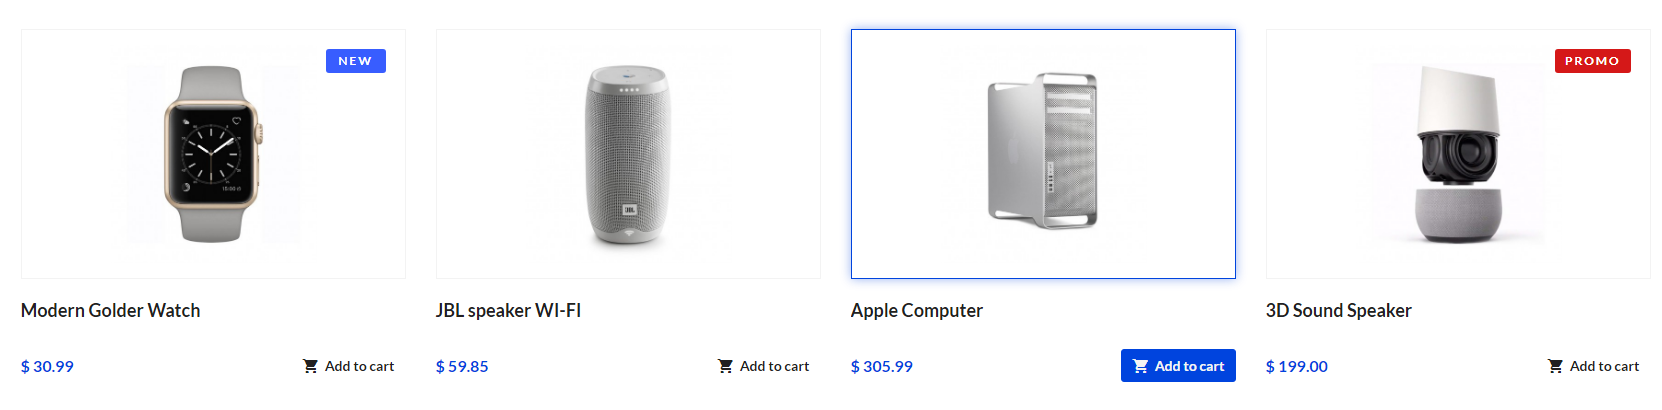 NEW
PROMO
JBL
Modern Golder Watch
JBL speaker WI-FI
Apple Computer
3D Sound Speaker
$ 30.99
Add to cart
$ 59.85
Add to cart
$ 305.99
Add to cart
$ 199.00
Add to cart